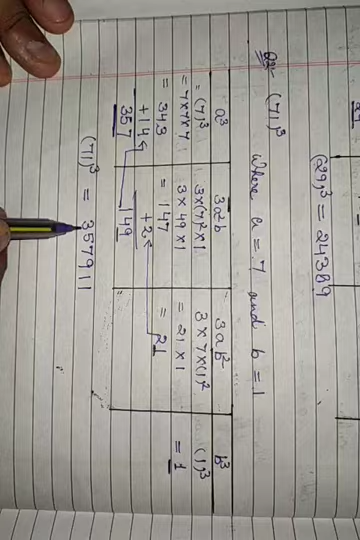 (29)³ = 24389
Q2- (71)³ Where a = 7 and b = 1
a³ 3a²b 3ab² b³
= (7)³ 3×(7)²×1 3×7×(1)² (1)³
= 7×7×7 3×49×1 = 21×1 = 1
= 343 = 147 = 21
+14 +2
357 149
(71)³ = 357911